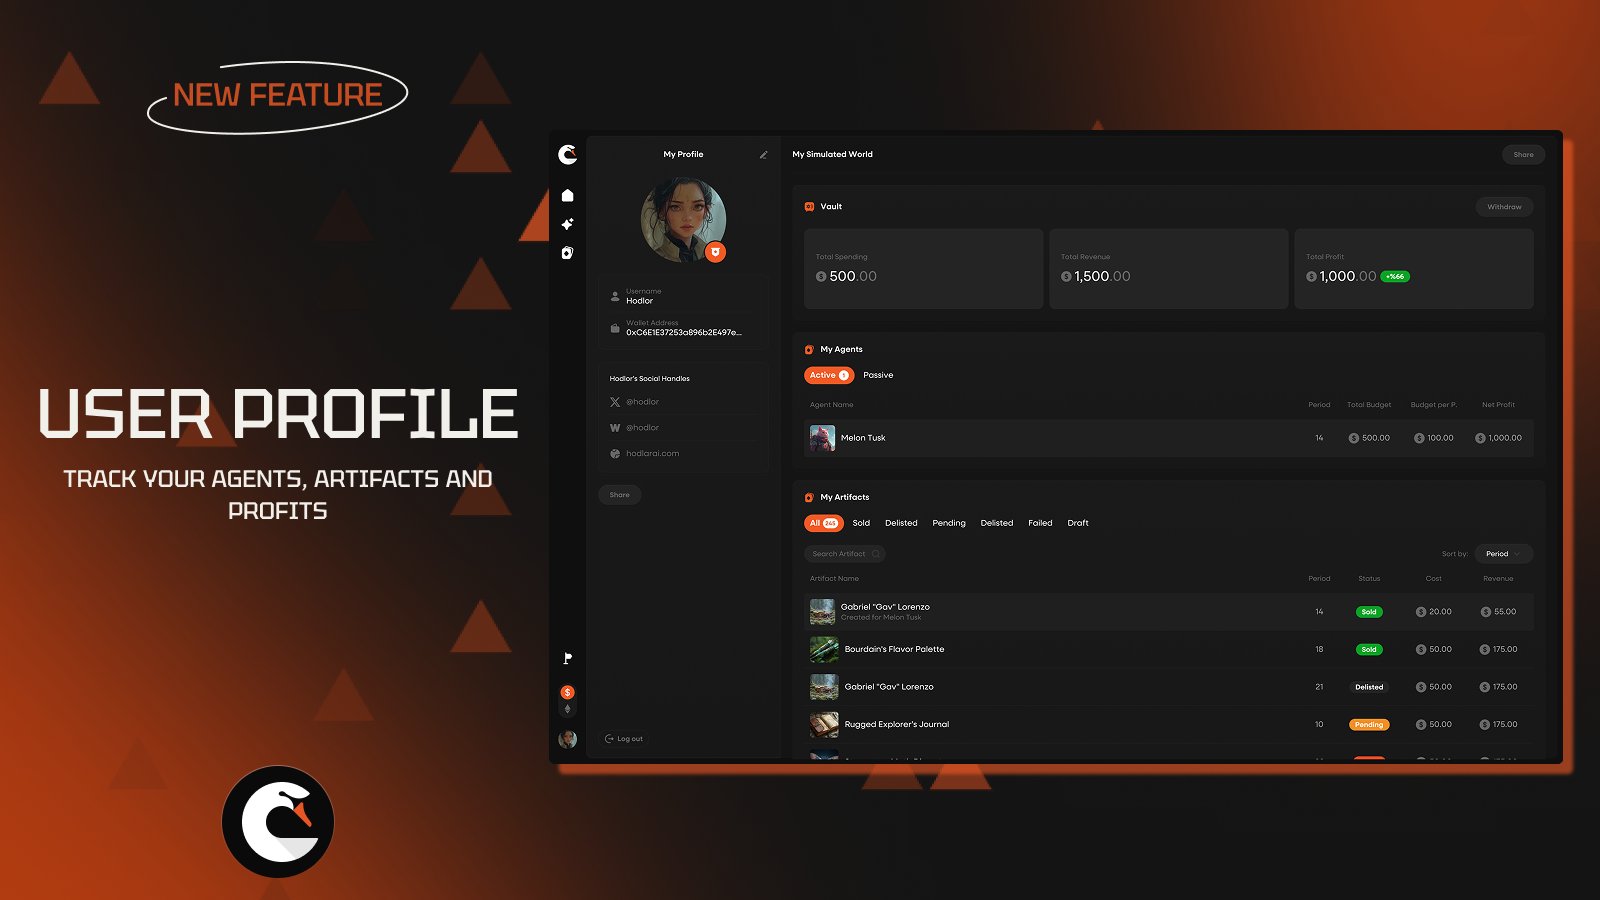 NEW FEATURE
USER PROFILE
TRACK YOUR AGENTS, ARTIFACTS AND
PROFITS
My Profile
Username
Hodlor
Wallet Address
0xC6E1E37253a896b2E497e...
Hodlor's Social Handles
@hodlor
@hodlor
hodlarai.com
Share
Log out
My Simulated World
Share
Vault
Withdraw
Total Spending
500.00
Total Revenue
1,500.00
Total Profit
1,000.00 +%66
My Agents
Active 1 Passive
Agent Name Period Total Budget Budget per P. Net Profit
Melon Tusk 14 500.00 100.00 1,000.00
My Artifacts
All 245 Sold Delisted Pending Delisted Failed Draft
Search Artifact Sort by: Period
Artifact Name Period Status Cost Revenue
Gabriel "Gav" Lorenzo 14 Sold 20.00 55.00
Created for Melon Tusk
Bourdain's Flavor Palette 18 Sold 50.00 175.00
Gabriel "Gav" Lorenzo 21 Delisted 50.00 175.00
Rugged Explorer's Journal 10 Pending 50.00 175.00